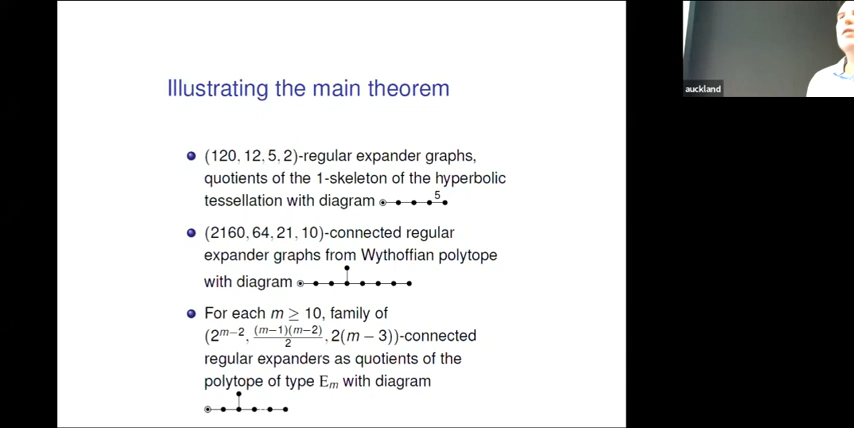 Illustrating the main theorem
(120, 12, 5, 2)-regular expander graphs,
quotients of the 1-skeleton of the hyperbolic
tessellation with diagram 5
(2160, 64, 21, 10)-connected regular
expander graphs from Wythoffian polytope
with diagram
For each m ≥ 10, family of
(2^{m−2}, \frac{(m−1)(m−2)}{2}, 2(m − 3))-connected
regular expanders as quotients of the
polytope of type E_m with diagram
auckland